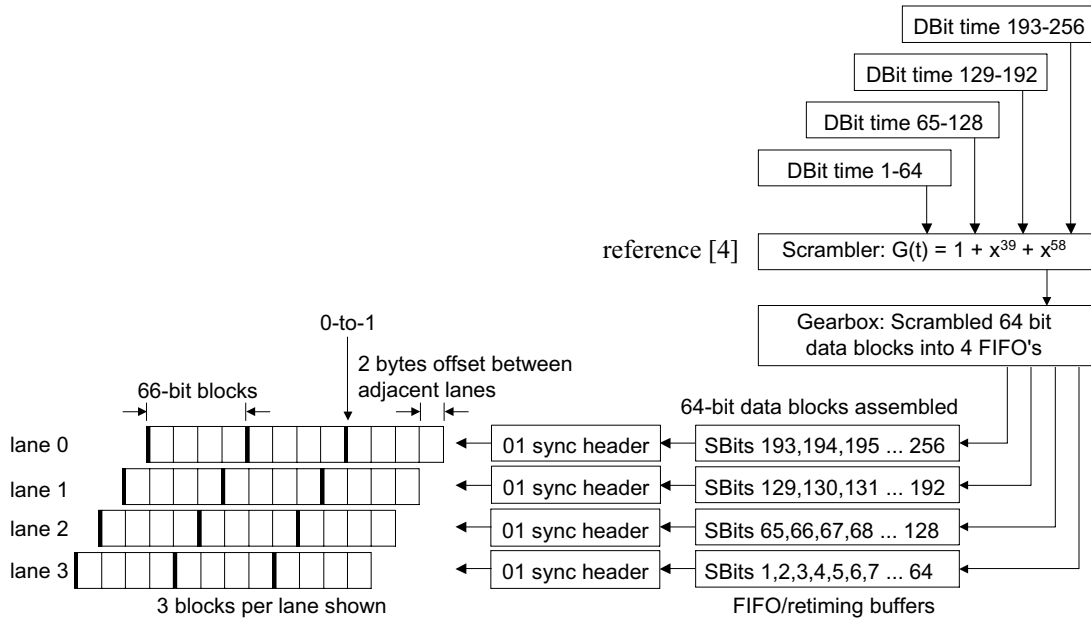 DBit time 193-256
DBit time 129-192
DBit time 65-128
DBit time 1-64
reference [4]
Scrambler: G(t) = 1 + x^39 + x^58
Gearbox: Scrambled 64 bit
data blocks into 4 FIFO's
0-to-1
2 bytes offset between
adjacent lanes
66-bit blocks
64-bit data blocks assembled
lane 0
01 sync header
SBits 193,194,195 ... 256
lane 1
01 sync header
SBits 129,130,131 ... 192
lane 2
01 sync header
SBits 65,66,67,68 ... 128
lane 3
01 sync header
SBits 1,2,3,4,5,6,7 ... 64
3 blocks per lane shown
FIFO/retiming buffers